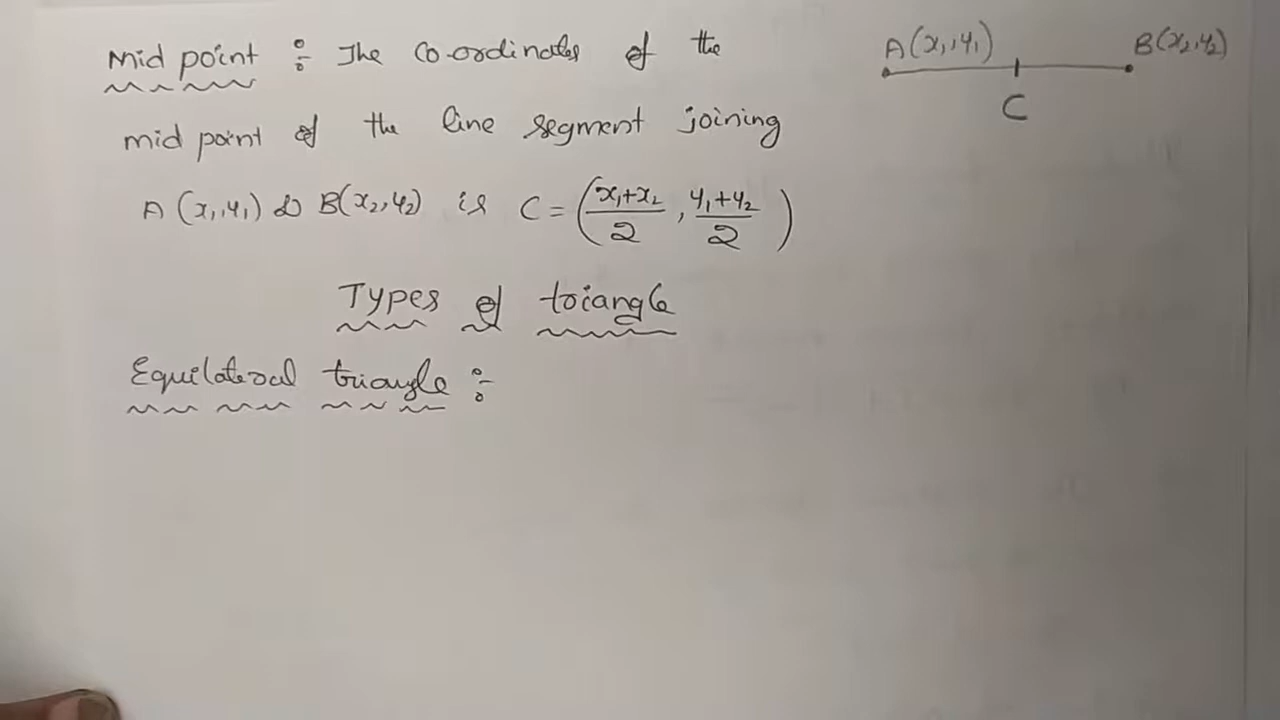 Mid point : The Co-ordinates of the
A(x₁,y₁) B(x₂,y₂)
C
mid point of the line segment joining
A (x₁,y₁) & B(x₂,y₂) is C = ((x₁+x₂)/2 , (y₁+y₂)/2)
Types of triangle
Equilateral triangle :